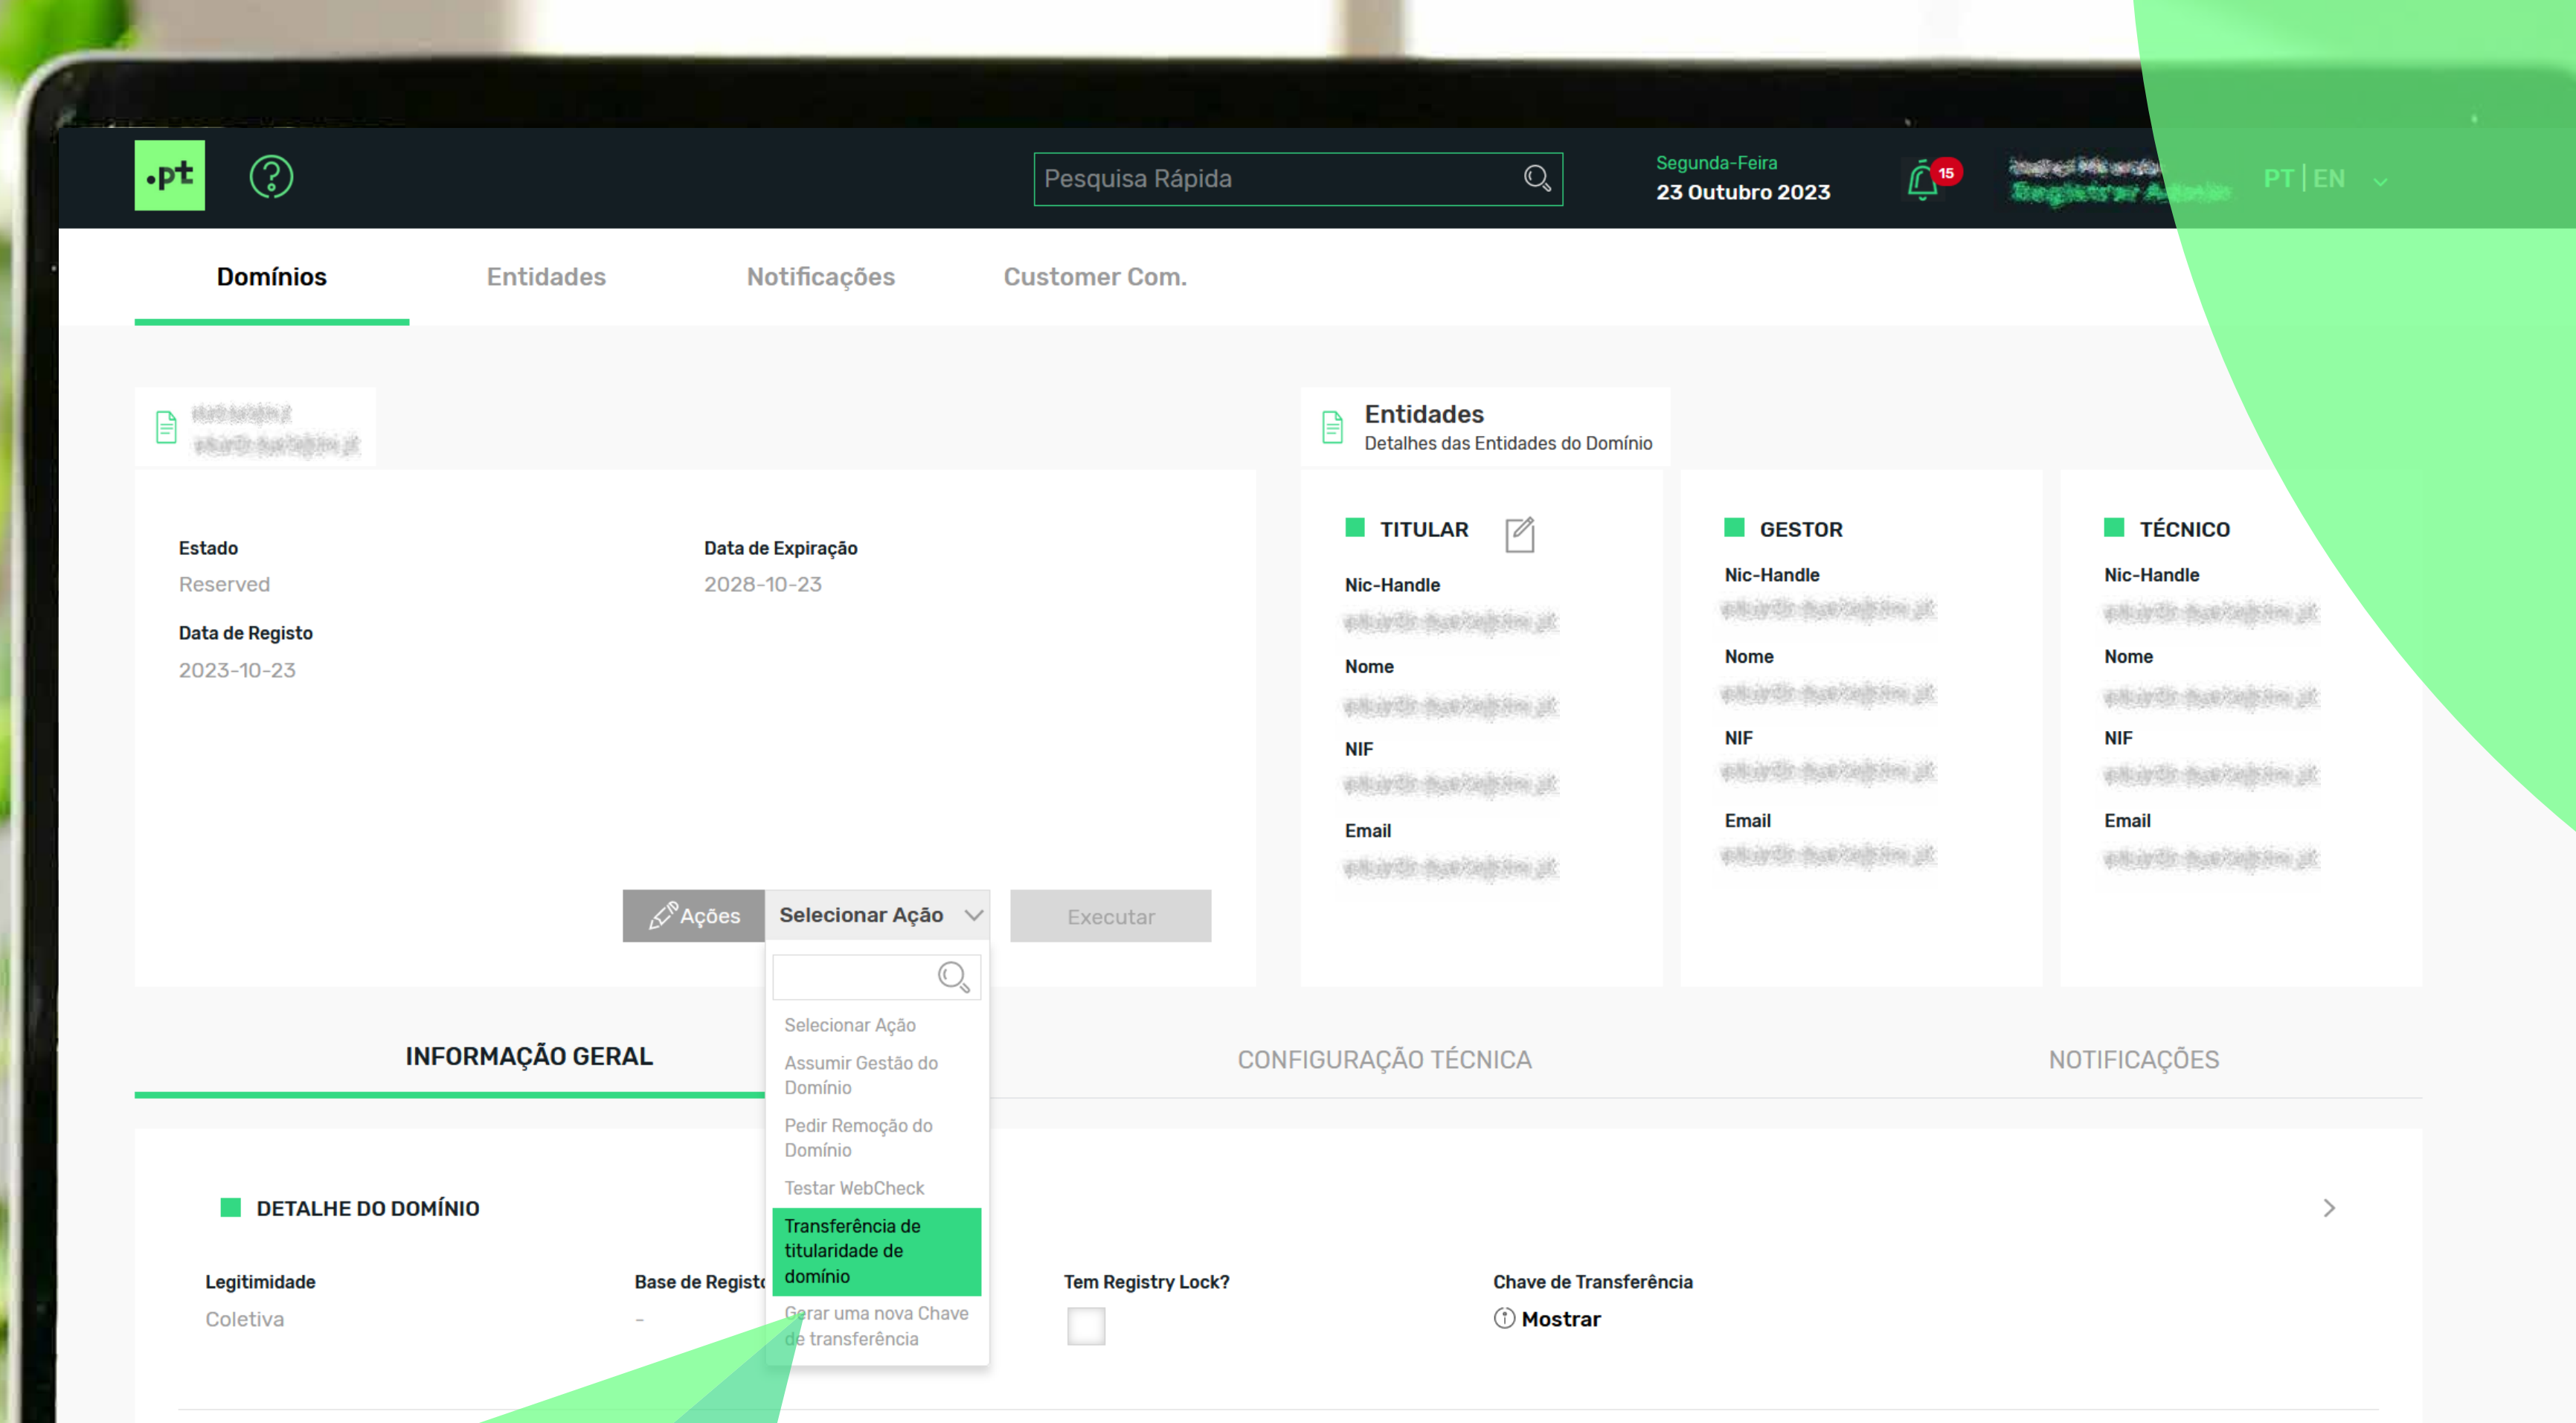 .pt
Pesquisa Rápida
Segunda-Feira
23 Outubro 2023
15
PT | EN
Domínios
Entidades
Notificações
Customer Com.
Entidades
Detalhes das Entidades do Domínio
Estado
Reserved
Data de Expiração
2028-10-23
Data de Registo
2023-10-23
TITULAR
Nic-Handle
Nome
NIF
Email
GESTOR
Nic-Handle
Nome
NIF
Email
TÉCNICO
Nic-Handle
Nome
NIF
Email
Ações
Selecionar Ação
Executar
Selecionar Ação
Assumir Gestão do
Domínio
Pedir Remoção do
Domínio
Testar WebCheck
Transferência de
titularidade de
domínio
Gerar uma nova Chave
de transferência
INFORMAÇÃO GERAL
CONFIGURAÇÃO TÉCNICA
NOTIFICAÇÕES
DETALHE DO DOMÍNIO
Legitimidade
Coletiva
Base de Registo
-
Tem Registry Lock?
Chave de Transferência
Mostrar